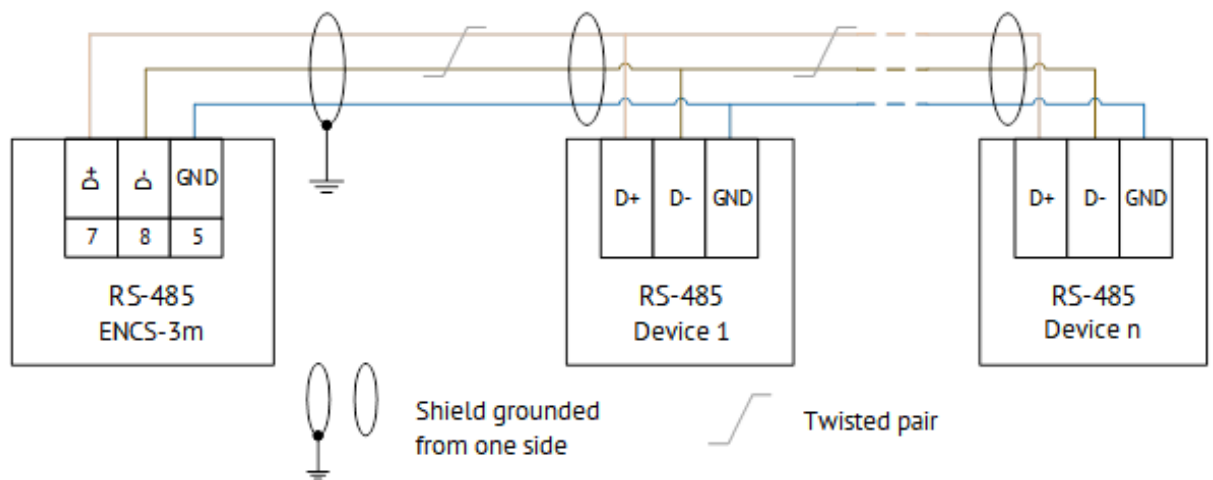 D+ D- GND
7 8 5
RS-485
ENCS-3m
D+ D- GND
RS-485
Device 1
D+ D- GND
RS-485
Device n
Shield grounded
from one side
Twisted pair